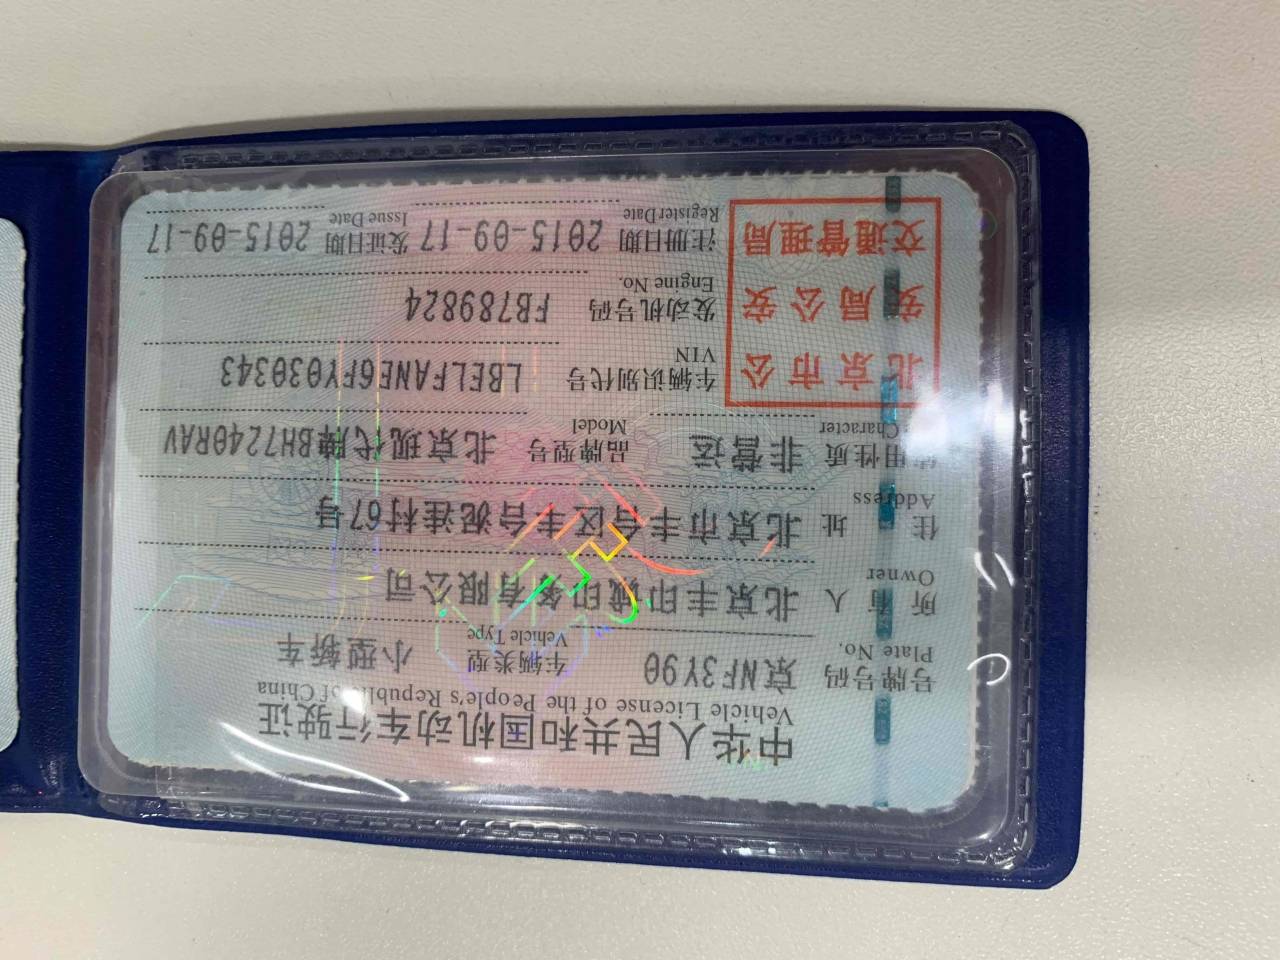 中华人民共和国机动车行驶证
Vehicle License of the People's Republic of China
号牌号码 京NF3Y90 车辆类型 小型轿车
Plate No. Vehicle Type
所有人 北京丰印诚印务有限公司
Owner
住址 北京市丰台区丰台泥洼村67号
Address
使用性质 非营运 品牌型号 北京现代牌BH7240RAV
Character Model
北京市公安局公安交通管理局
车辆识别代号 LBELFANE6FY030343
VIN
发动机号码 FB789824
Engine No.
注册日期 2015-09-17 发证日期 2015-09-17
Register Date Issue Date